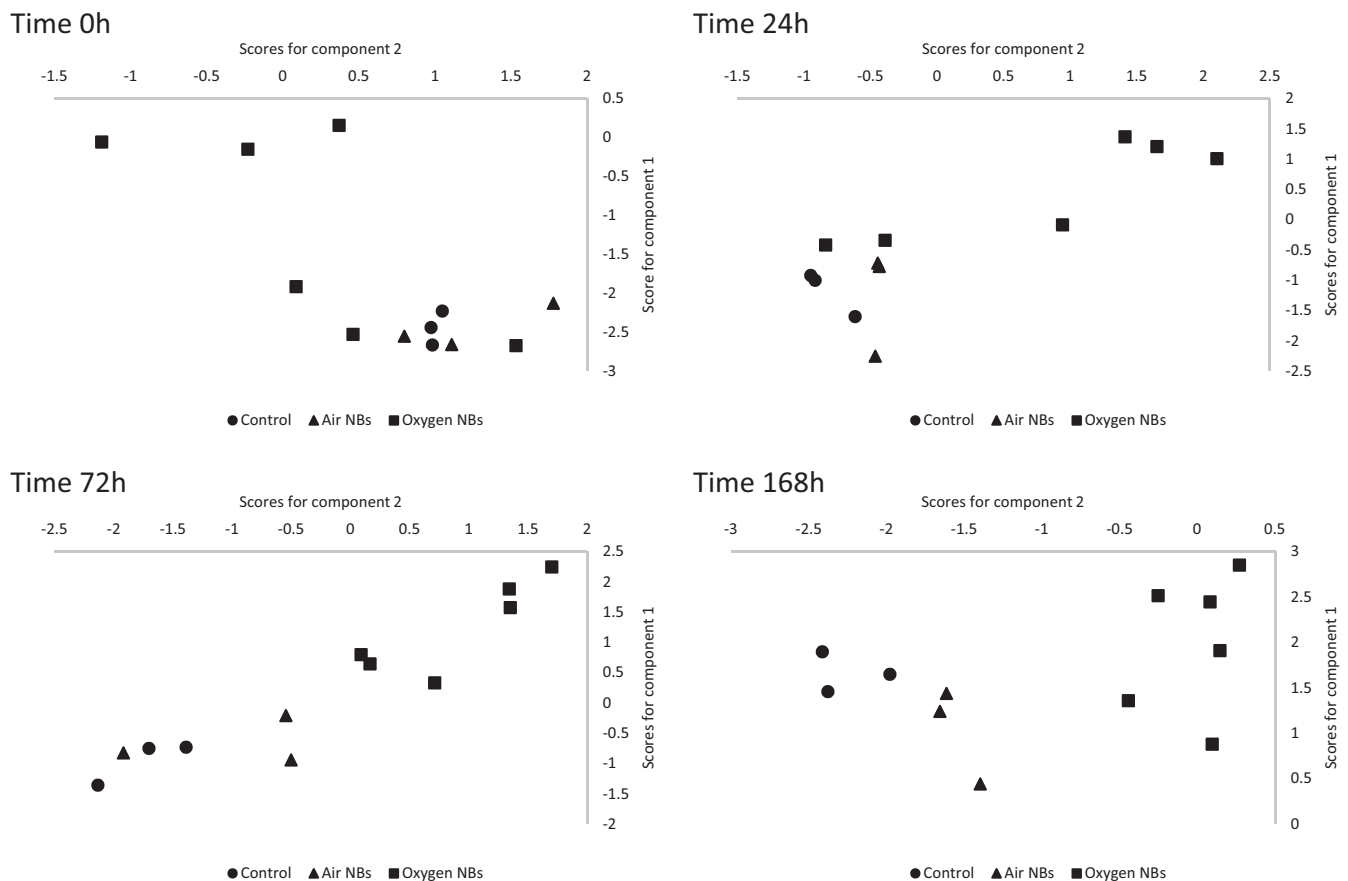 Time 0h
Scores for component 2
-1.5 -1 -0.5 0 0.5 1 1.5 2
0.5
0
-0.5
-1
-1.5
-2
-2.5
-3
Score for component 1
Control Air NBs Oxygen NBs
Time 24h
Scores for component 2
-1.5 -1 -0.5 0 1 1.5 2 2.5
2
1.5
1
0.5
0
-0.5
-1
-1.5
-2
-2.5
Scores for component 1
Control Air NBs Oxygen NBs
Time 72h
Scores for component 2
-2.5 -2 -1.5 -1 -0.5 0 0.5 1 1.5 2
2.5
2
1.5
1
0.5
0
-0.5
-1
-1.5
-2
Scores for component 1
Control Air NBs Oxygen NBs
Time 168h
Scores for component 2
-3 -2.5 -2 -1.5 -1 -0.5 0 0.5
3
2.5
2
1.5
1
0.5
0
Scores for component 1
Control Air NBs Oxygen NBs